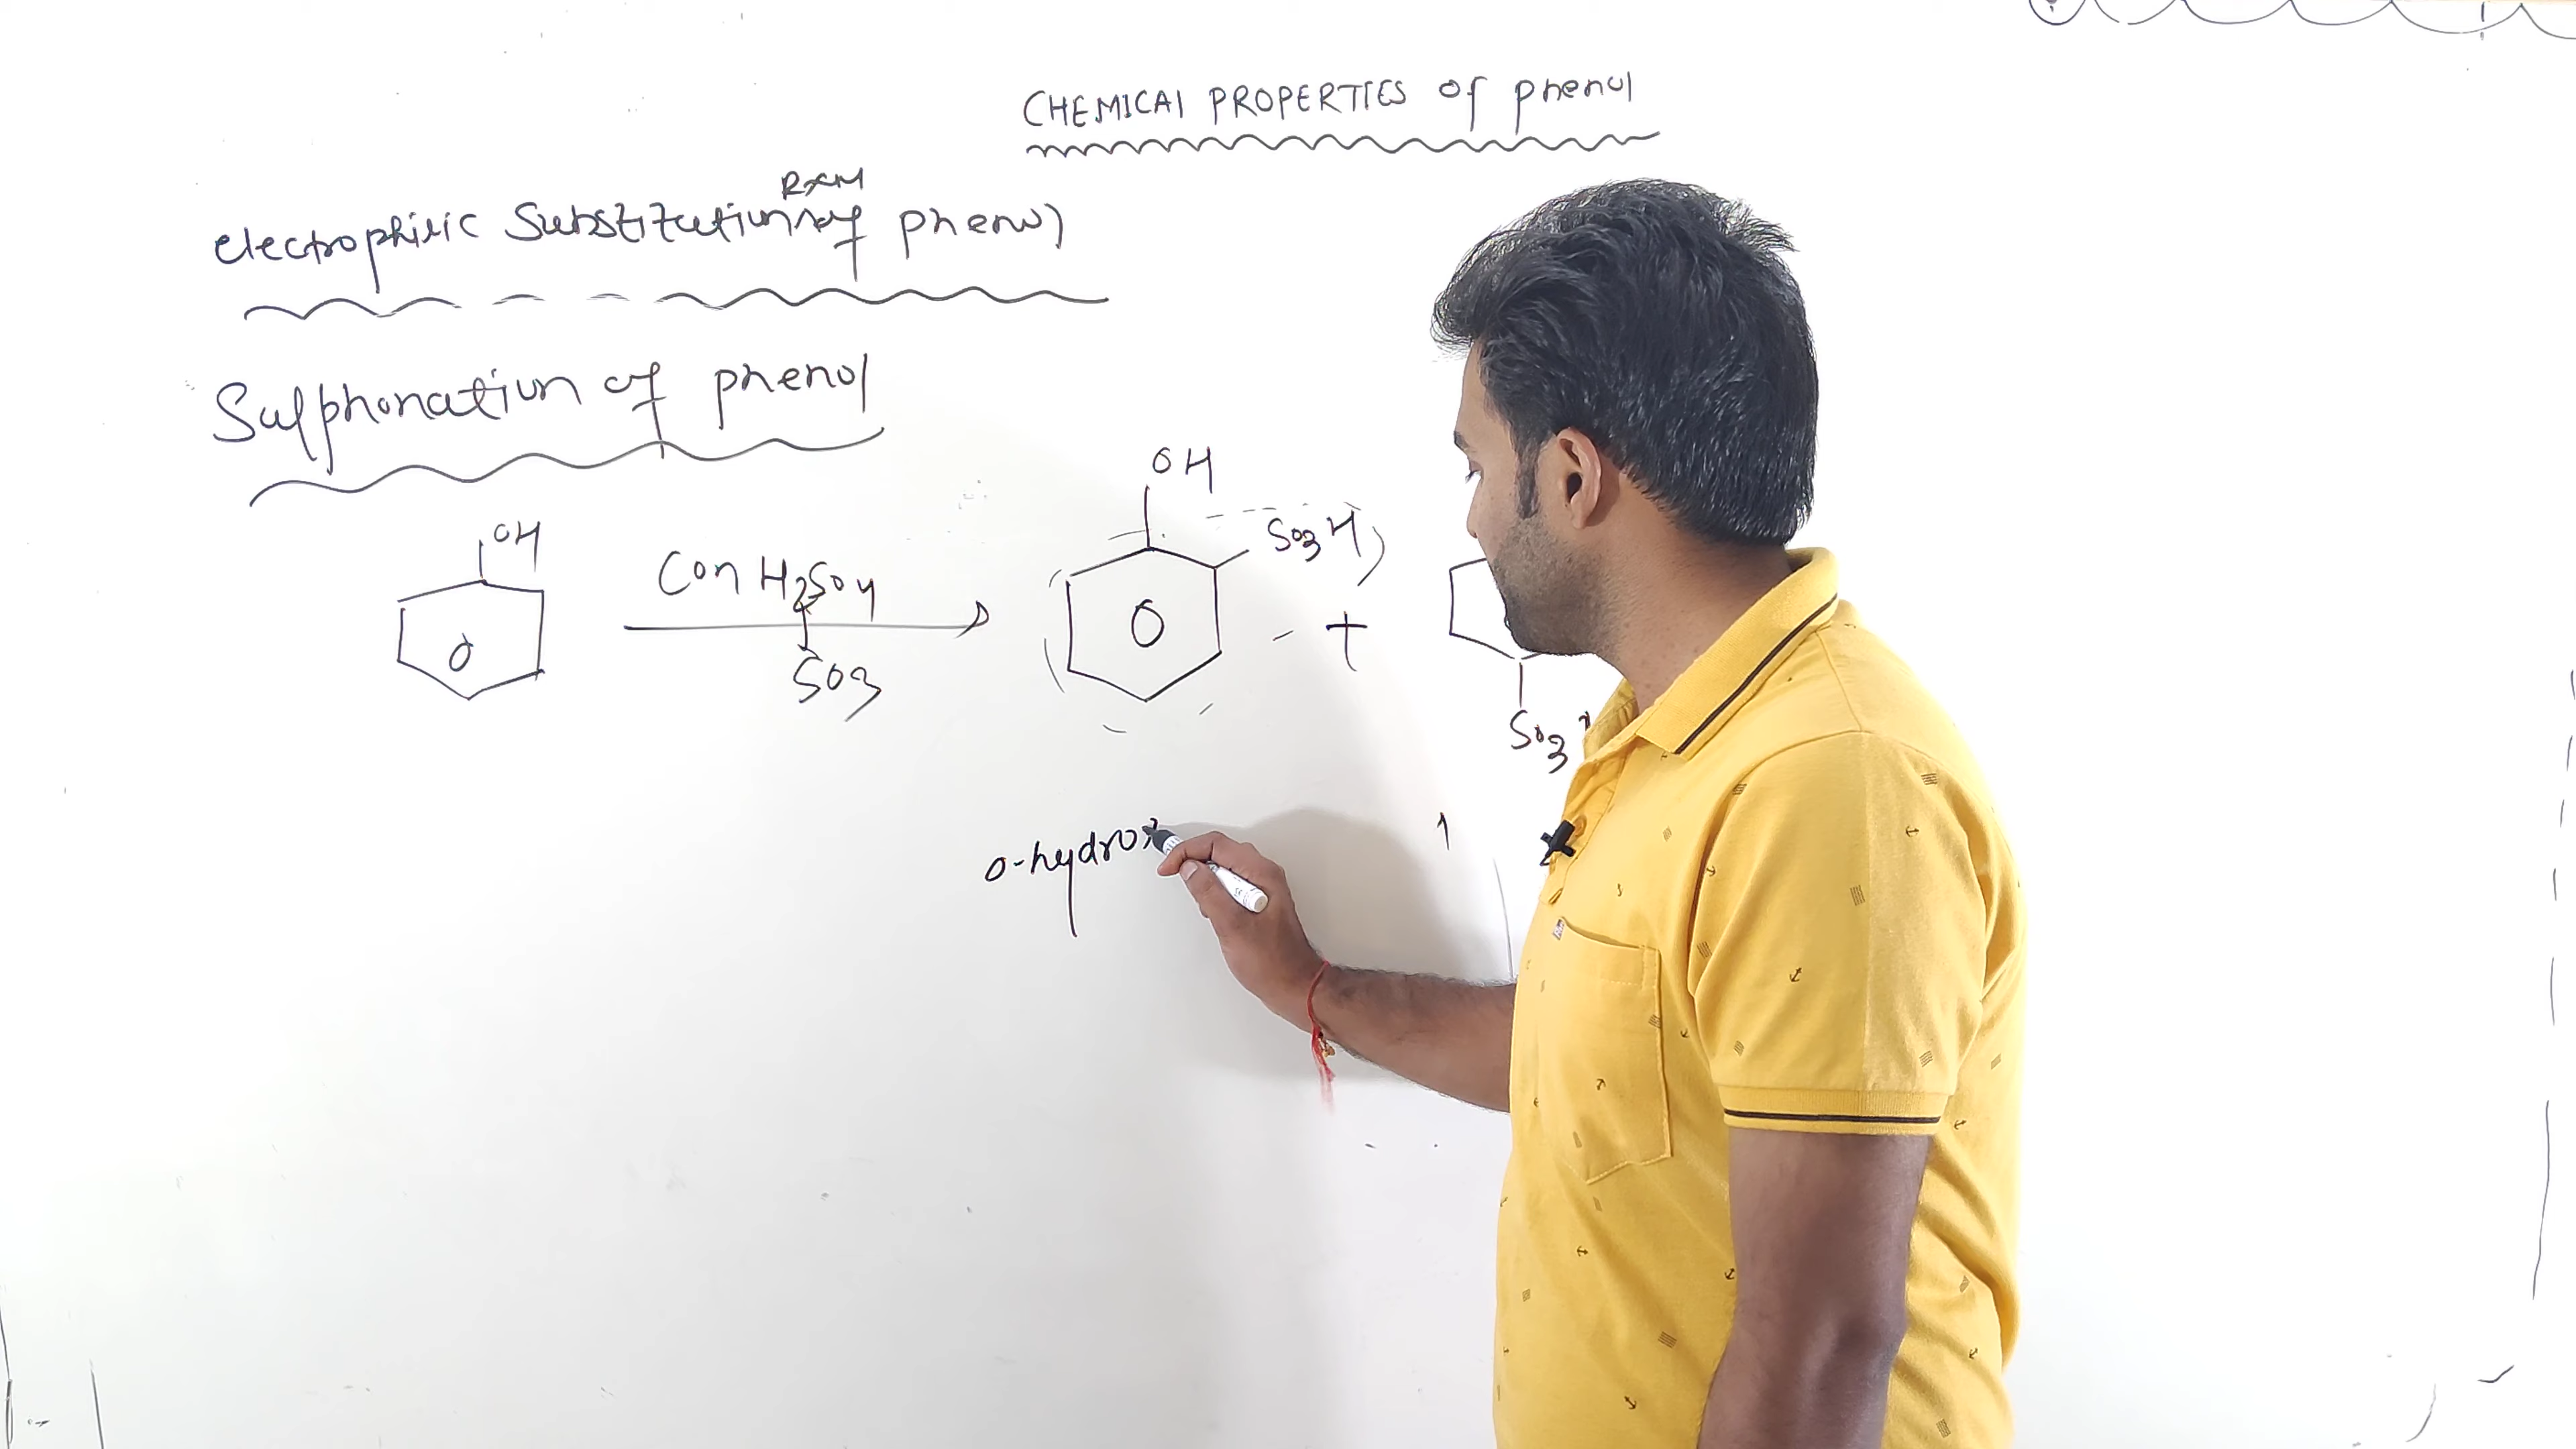 CHEMICAl PROPERTIES of phenol
RXN
electrophilic Substitution of phenol
Sulphonation of phenol
OH
Con H2SO4
SO3
OH
SO3H
+
SO3
o-hydrox